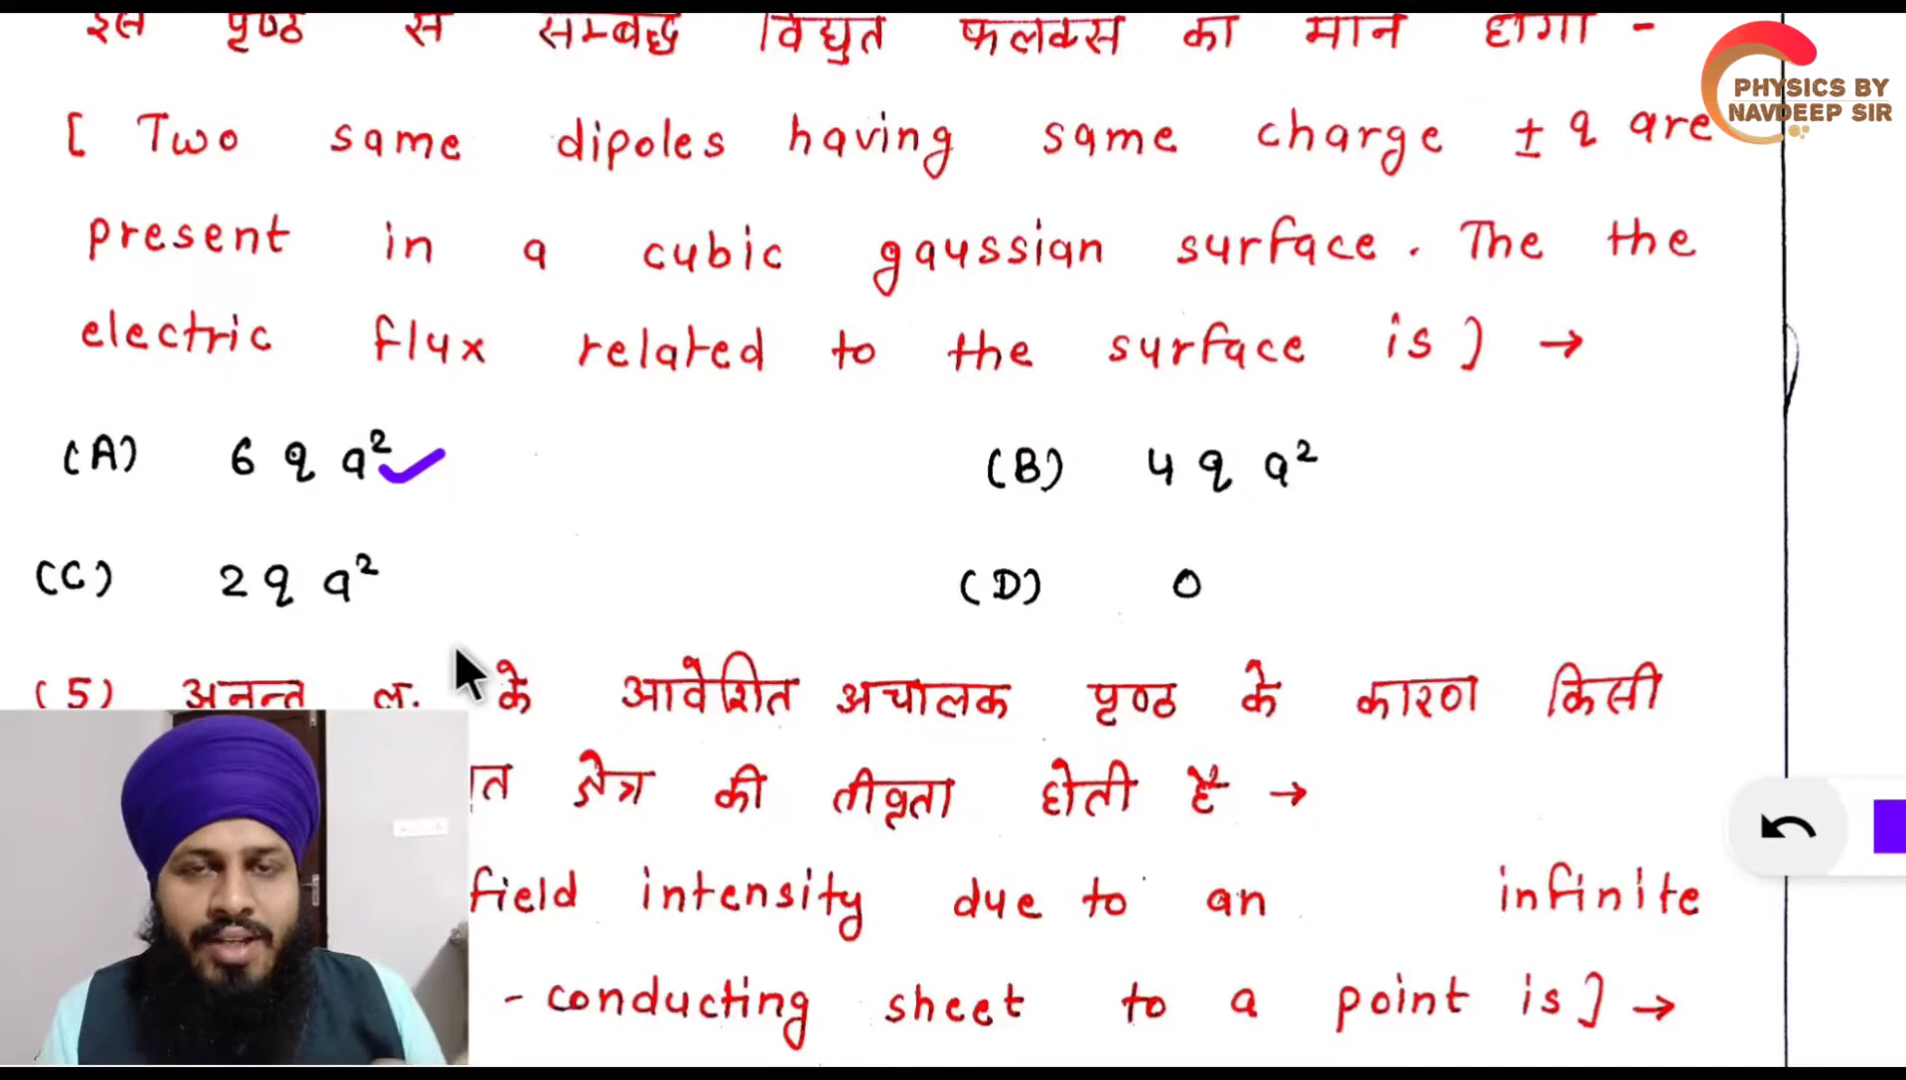 इस पृष्ठ से सम्बद्ध विद्युत फलक्स का मान होगा -
PHYSICS BY
NAVDEEP SIR
[ Two same dipoles having same charge ± q are
present in a cubic gaussian surface. The the
electric flux related to the surface is ] →
(A) 6 q a² (B) 4 q a²
(C) 2 q a² (D) 0
(5) अनन्त ल. के आवेशित अचालक पृष्ठ के कारण किसी
क्षेत्र की तीव्रता होती है →
field intensity due to an infinite
- conducting sheet to a point is ] →